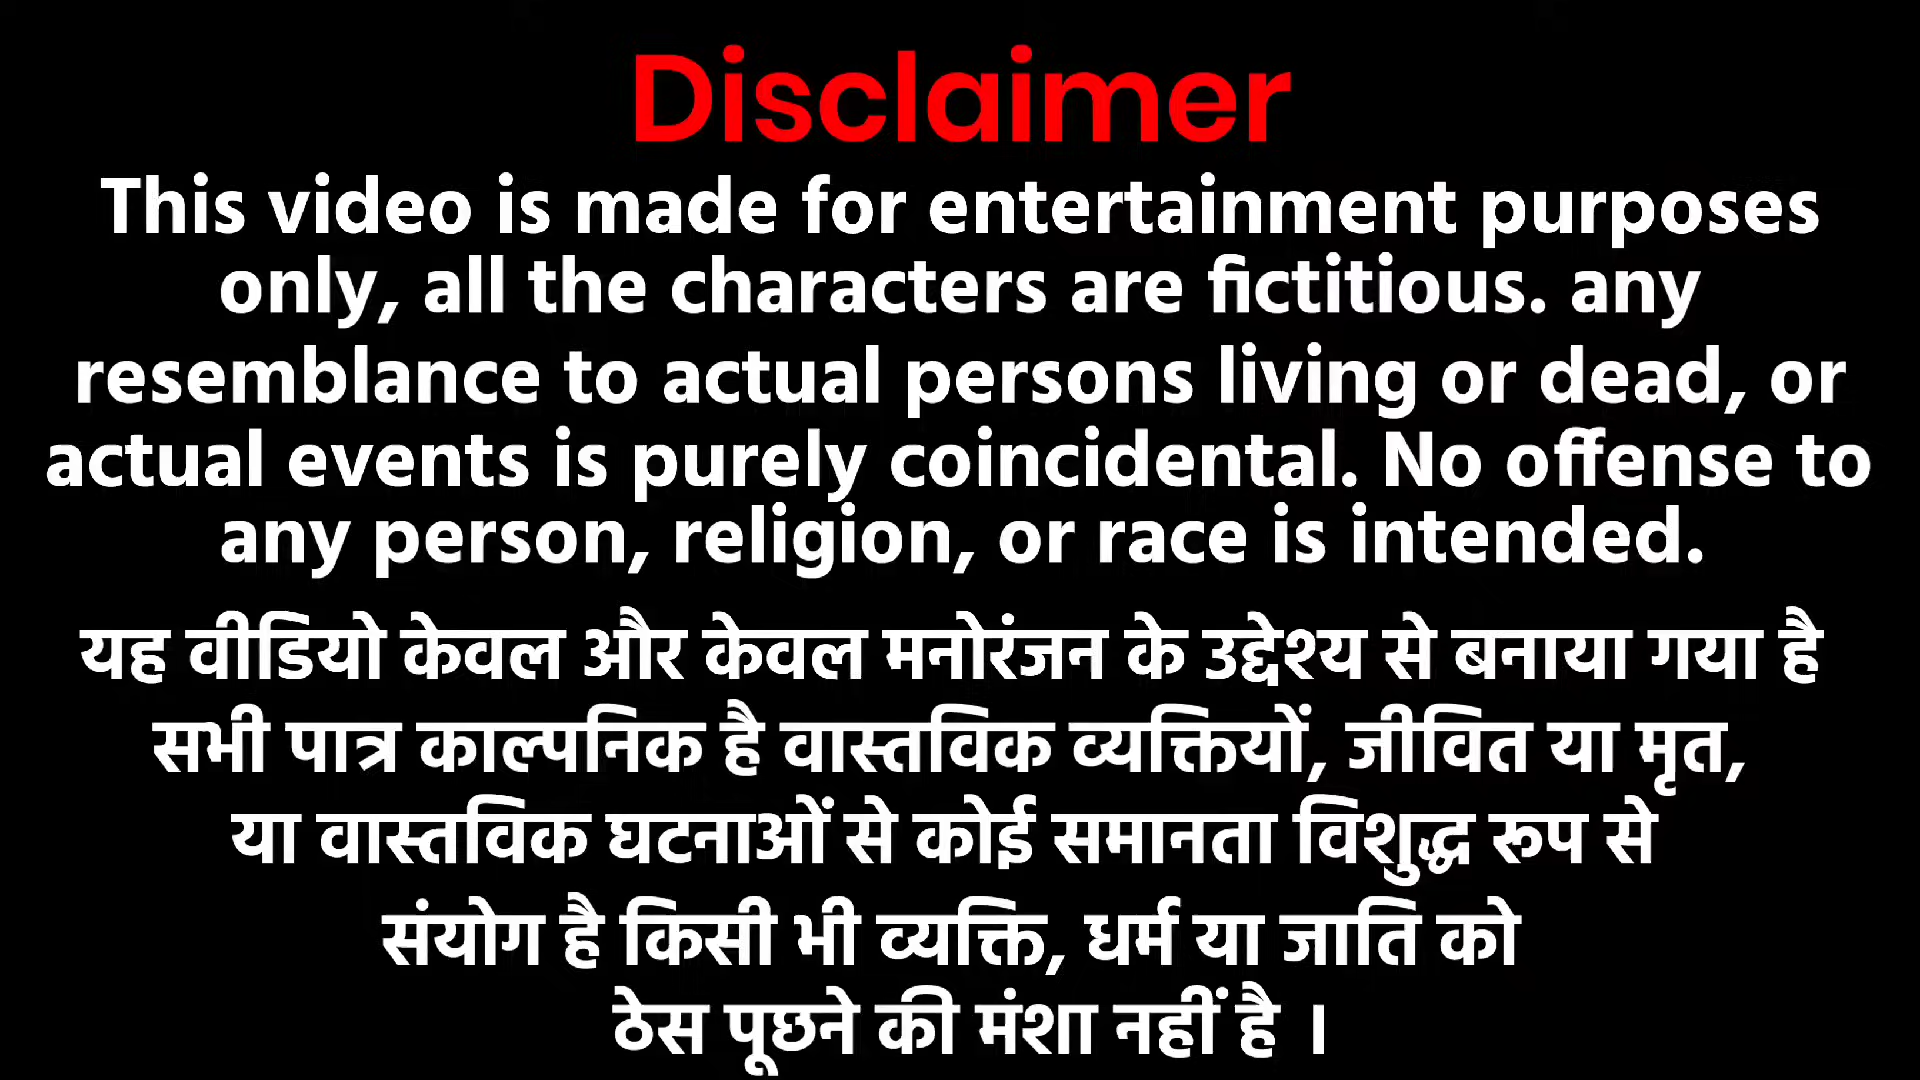 Disclaimer
This video is made for entertainment purposes
only, all the characters are fictitious. any
resemblance to actual persons living or dead, or
actual events is purely coincidental. No offense to
any person, religion, or race is intended.
यह वीडियो केवल और केवल मनोरंजन के उद्देश्य से बनाया गया है
सभी पात्र काल्पनिक है वास्तविक व्यक्तियों, जीवित या मृत,
या वास्तविक घटनाओं से कोई समानता विशुद्ध रूप से
संयोग है किसी भी व्यक्ति, धर्म या जाति को
ठेस पूछने की मंशा नहीं है ।